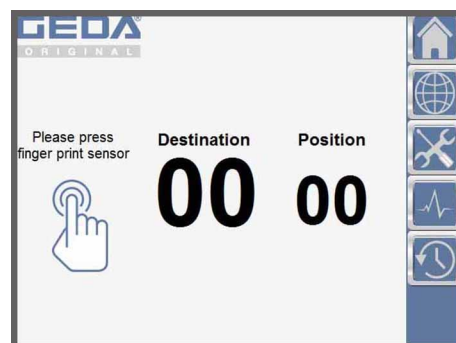 GEDA®
ORIGINAL
Please press
finger print sensor
Destination
Position
00
00